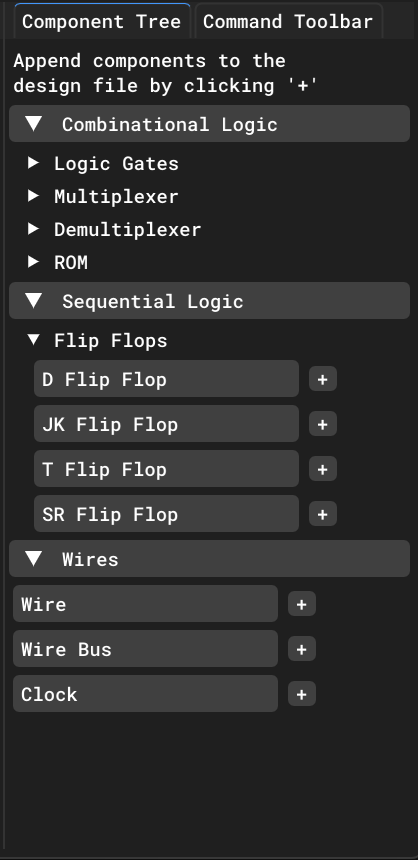 Component Tree Command Toolbar
Append components to the
design file by clicking '+'
Combinational Logic
Logic Gates
Multiplexer
Demultiplexer
ROM
Sequential Logic
Flip Flops
D Flip Flop +
JK Flip Flop +
T Flip Flop +
SR Flip Flop +
Wires
Wire +
Wire Bus +
Clock +